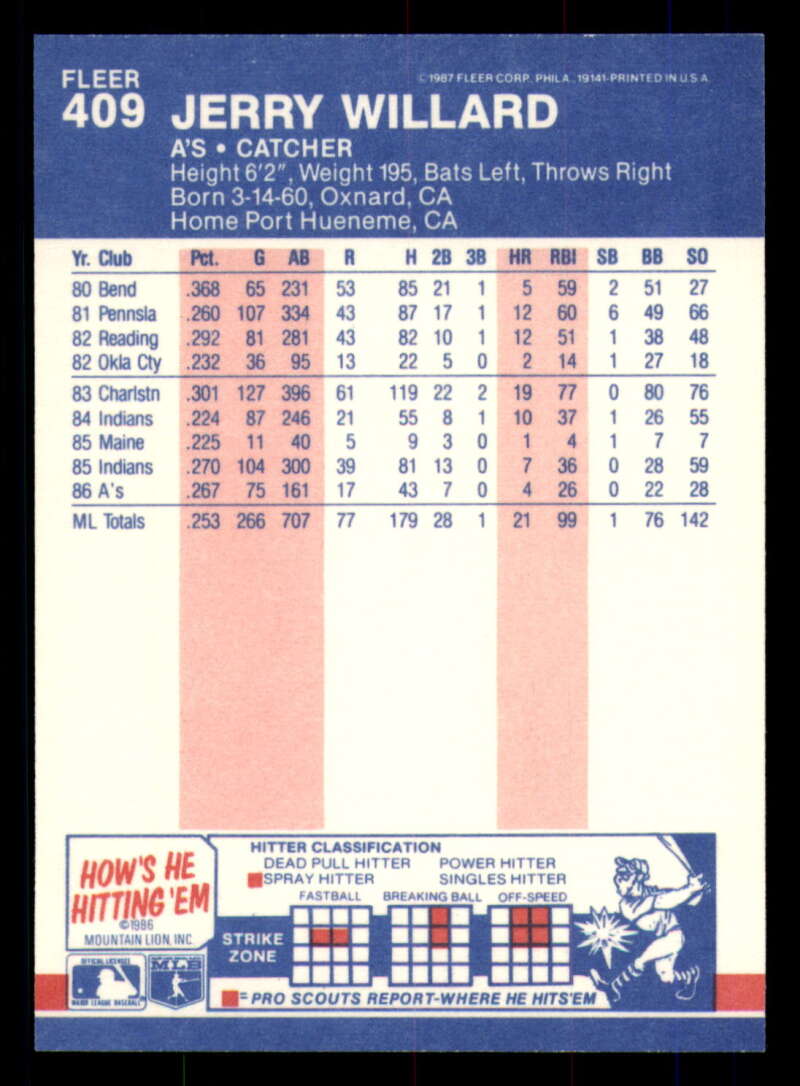 FLEER
409
©1987 FLEER CORP. PHILA., 19141-PRINTED IN U.S.A.
JERRY WILLARD
A'S • CATCHER
Height 6'2", Weight 195, Bats Left, Throws Right
Born 3-14-60, Oxnard, CA
Home Port Hueneme, CA
Yr. Club Pct. G AB R H 2B 3B HR RBI SB BB SO
80 Bend .368 65 231 53 85 21 1 5 59 2 51 27
81 Pennsla .260 107 334 43 87 17 1 12 60 6 49 66
82 Reading .292 81 281 43 82 10 1 12 51 1 38 48
82 Okla Cty .232 36 95 13 22 5 0 2 14 1 27 18
83 Charlstn .301 127 396 61 119 22 2 19 77 0 80 76
84 Indians .224 87 246 21 55 8 1 10 37 1 26 55
85 Maine .225 11 40 5 9 3 0 1 4 1 7 7
85 Indians .270 104 300 39 81 13 0 7 36 0 28 59
86 A's .267 75 161 17 43 7 0 4 26 0 22 28
ML Totals .253 266 707 77 179 28 1 21 99 1 76 142
HOW'S HE
HITTING 'EM
©1986
MOUNTAIN LION, INC.
HITTER CLASSIFICATION
DEAD PULL HITTER POWER HITTER
SPRAY HITTER SINGLES HITTER
FASTBALL BREAKING BALL OFF-SPEED
STRIKE
ZONE
= PRO SCOUTS REPORT-WHERE HE HITS 'EM
OFFICIAL LICENSEE
MAJOR LEAGUE BASEBALL
MLB